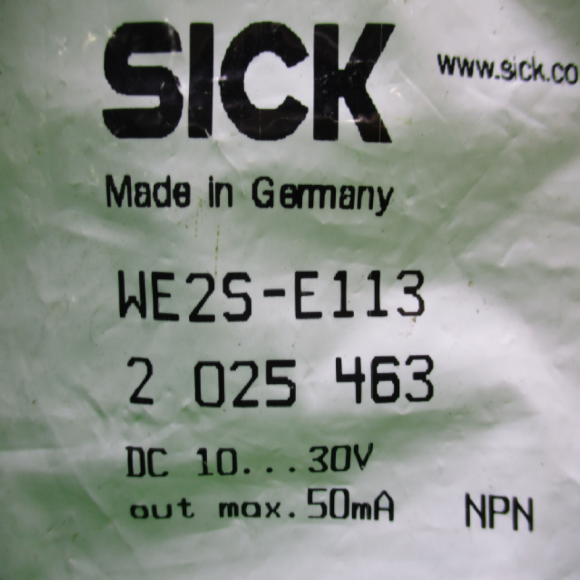 SICK
www.sick.co
Made in Germany
WE2S-E113
2 025 463
DC 10...30V
out max.50mA NPN